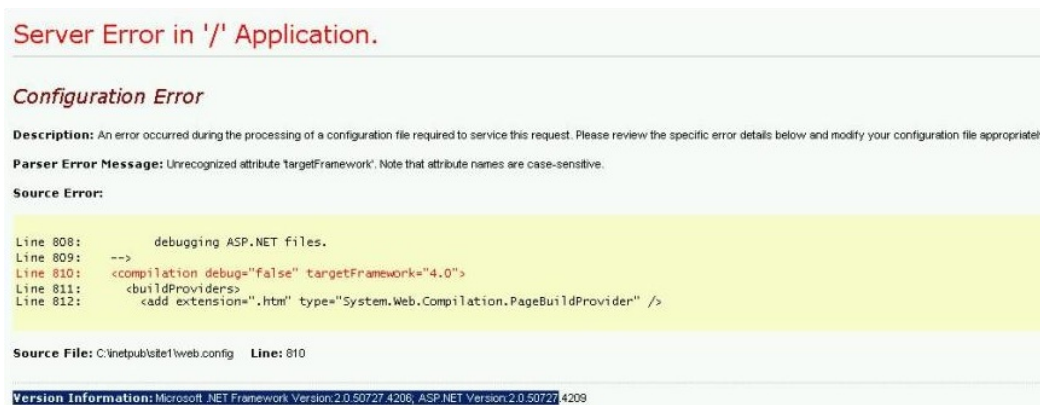 Server Error in '/' Application.
Configuration Error
Description: An error occurred during the processing of a configuration file required to service this request. Please review the specific error details below and modify your configuration file appropriatel
Parser Error Message: Unrecognized attribute 'targetFramework'. Note that attribute names are case-sensitive.
Source Error:
Line 808: debugging ASP.NET files.
Line 809: -->
Line 810: <compilation debug="false" targetFramework="4.0">
Line 811: <buildProviders>
Line 812: <add extension=".htm" type="System.Web.Compilation.PageBuildProvider" />
Source File: C:\inetpub\site1\web.config Line: 810
Version Information: Microsoft .NET Framework Version:2.0.50727.4206; ASP.NET Version:2.0.50727.4209